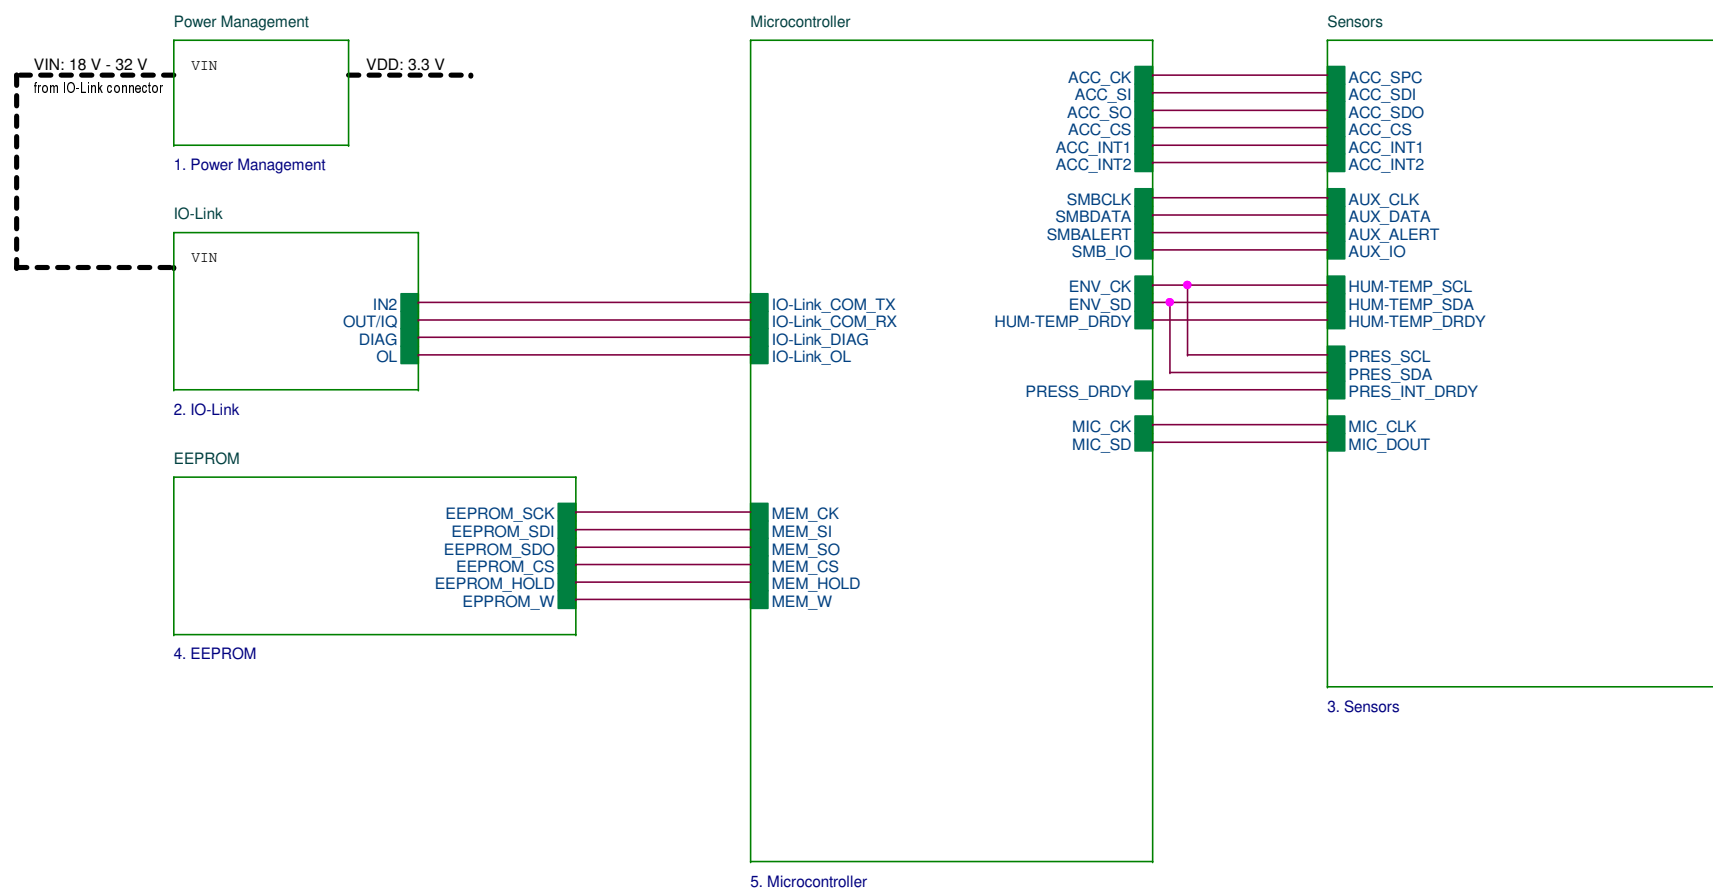 Power Management
VIN: 18 V - 32 V
from IO-Link connector
VIN
VDD: 3.3 V
1. Power Management
IO-Link
VIN
IN2
OUT/IQ
DIAG
OL
2. IO-Link
EEPROM
EEPROM_SCK
EEPROM_SDI
EEPROM_SDO
EEPROM_CS
EEPROM_HOLD
EPPROM_W
4. EEPROM
Microcontroller
IO-Link_COM_TX
IO-Link_COM_RX
IO-Link_DIAG
IO-Link_OL
MEM_CK
MEM_SI
MEM_SO
MEM_CS
MEM_HOLD
MEM_W
ACC_CK
ACC_SI
ACC_SO
ACC_CS
ACC_INT1
ACC_INT2
SMBCLK
SMBDATA
SMBALERT
SMB_IO
ENV_CK
ENV_SD
HUM-TEMP_DRDY
PRESS_DRDY
MIC_CK
MIC_SD
5. Microcontroller
Sensors
ACC_SPC
ACC_SDI
ACC_SDO
ACC_CS
ACC_INT1
ACC_INT2
AUX_CLK
AUX_DATA
AUX_ALERT
AUX_IO
HUM-TEMP_SCL
HUM-TEMP_SDA
HUM-TEMP_DRDY
PRES_SCL
PRES_SDA
PRES_INT_DRDY
MIC_CLK
MIC_DOUT
3. Sensors